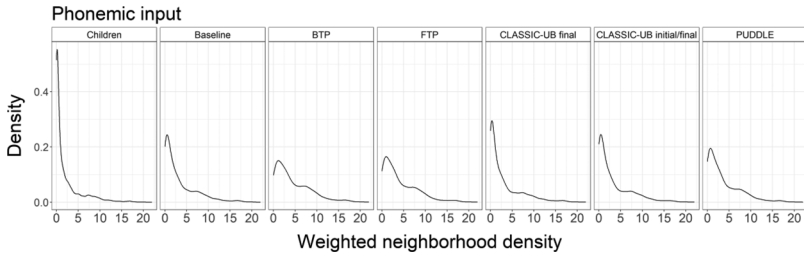 Phonemic input
Children Baseline BTP FTP CLASSIC-UB final CLASSIC-UB initial/final PUDDLE
Density
0.4
0.2
0.0
0 5 10 15 20 0 5 10 15 20 0 5 10 15 20 0 5 10 15 20 0 5 10 15 20 0 5 10 15 20 0 5 10 15 20
Weighted neighborhood density